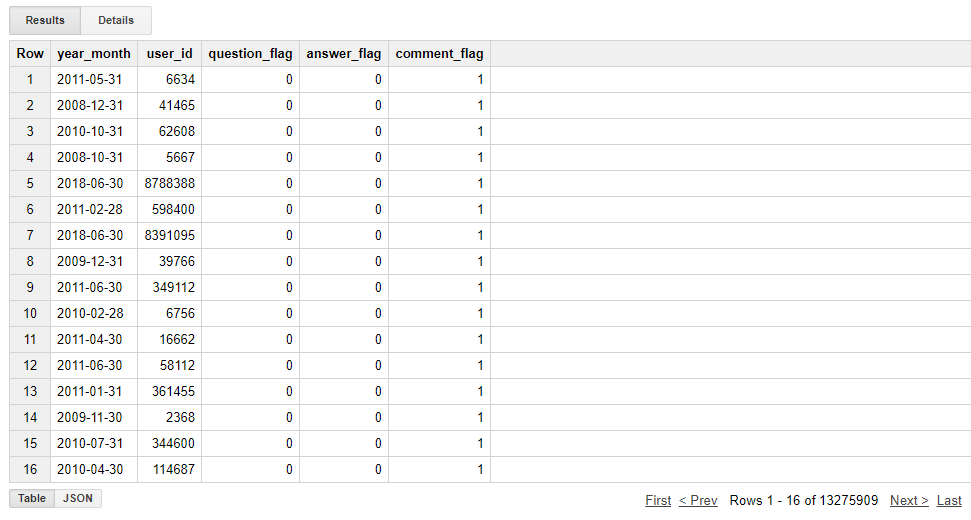 Results Details
Row year_month user_id question_flag answer_flag comment_flag
1 2011-05-31 6634 0 0 1
2 2008-12-31 41465 0 0 1
3 2010-10-31 62608 0 0 1
4 2008-10-31 5667 0 0 1
5 2018-06-30 8788388 0 0 1
6 2011-02-28 598400 0 0 1
7 2018-06-30 8391095 0 0 1
8 2009-12-31 39766 0 0 1
9 2011-06-30 349112 0 0 1
10 2010-02-28 6756 0 0 1
11 2011-04-30 16662 0 0 1
12 2011-06-30 58112 0 0 1
13 2011-01-31 361455 0 0 1
14 2009-11-30 2368 0 0 1
15 2010-07-31 344600 0 0 1
16 2010-04-30 114687 0 0 1
Table JSON First < Prev Rows 1 - 16 of 13275909 Next > Last